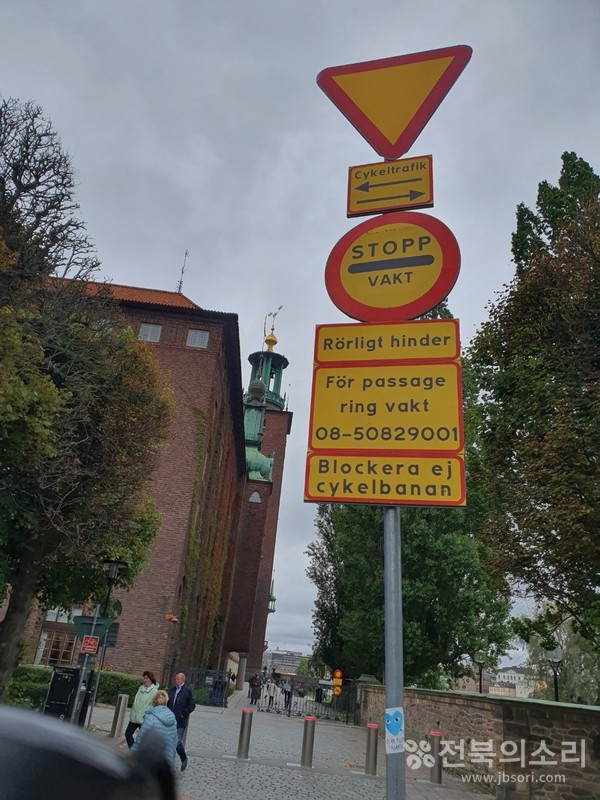 Cykeltrafik
STOPP
VAKT
Rörligt hinder
För passage
ring vakt
08-50829001
Blockera ej
cykelbanan
전북의소리
www.jbsori.com